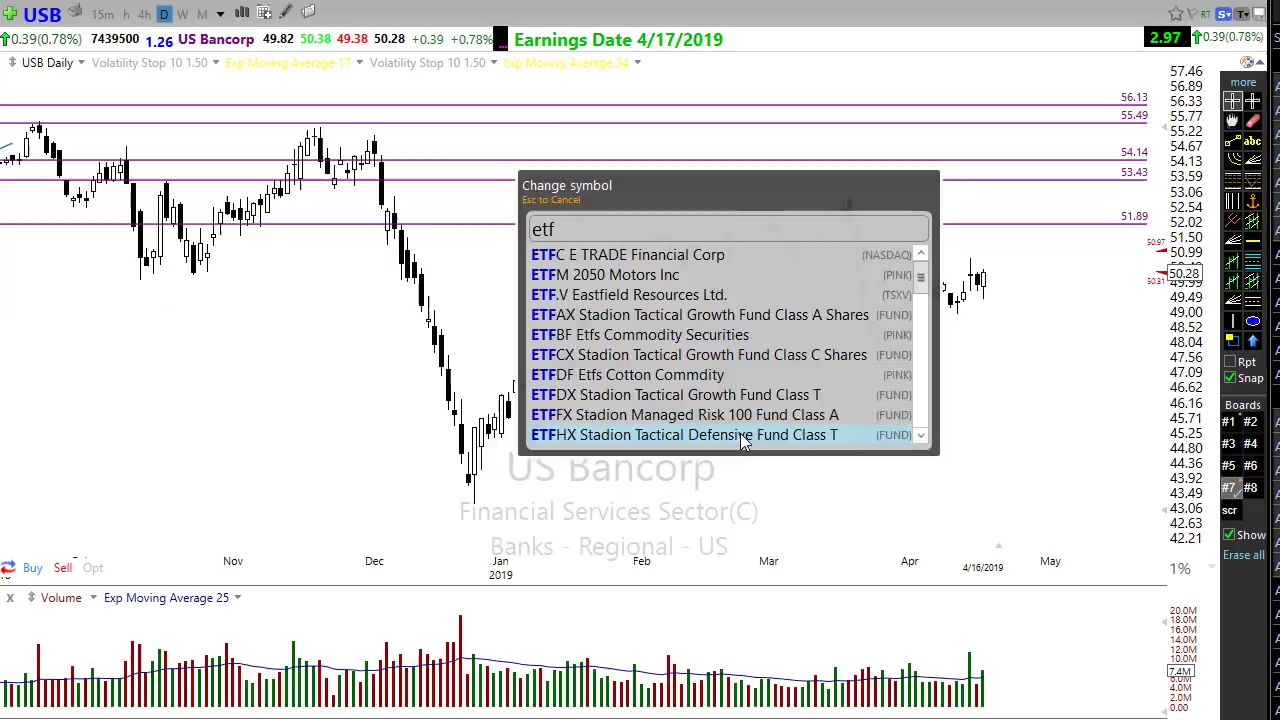 USB 15m h 4h D W M RT S T
0.39(0.78%) 7439500 1.26 US Bancorp 49.82 50.38 49.38 50.28 +0.39 +0.78% ... Earnings Date 4/17/2019 2.97 0.39(0.78%)
USB Daily Volatility Stop 10 1.50 Exp Moving Average 17 Volatility Stop 10 1.50 Exp Moving Average 34
57.46
56.89
56.33
55.77
55.22
54.67
54.13
53.59
53.06
52.54
52.02
51.50
50.99
50.28
49.99
49.49
49.00
48.52
48.04
47.56
47.09
46.62
46.16
45.71
45.25
44.80
44.36
43.92
43.49
43.06
42.63
42.21
56.13
55.49
54.14
53.43
51.89
50.97
50.31
more
abc
Rpt
Snap
Boards
#1 #2
#3 #4
#5 #6
#7 #8
scr
Show
Erase all
Change symbol
Esc to Cancel
etf
ETFC E TRADE Financial Corp (NASDAQ)
ETFM 2050 Motors Inc (PINK)
ETF.V Eastfield Resources Ltd. (TSXV)
ETFAX Stadion Tactical Growth Fund Class A Shares (FUND)
ETFBF Etfs Commodity Securities (PINK)
ETFCX Stadion Tactical Growth Fund Class C Shares (FUND)
ETFDF Etfs Cotton Commdity (PINK)
ETFDX Stadion Tactical Growth Fund Class T (FUND)
ETFFX Stadion Managed Risk 100 Fund Class A (FUND)
ETFHX Stadion Tactical Defensive Fund Class T (FUND)
US Bancorp
Financial Services Sector(C)
Banks - Regional - US
Nov Dec Jan Feb Mar Apr May
2019 4/16/2019
Buy Sell Opt 1%
x Volume Exp Moving Average 25
20.0M
18.0M
16.0M
14.0M
12.0M
10.0M
8.0M
7.4M
6.0M
4.0M
2.0M
0.00